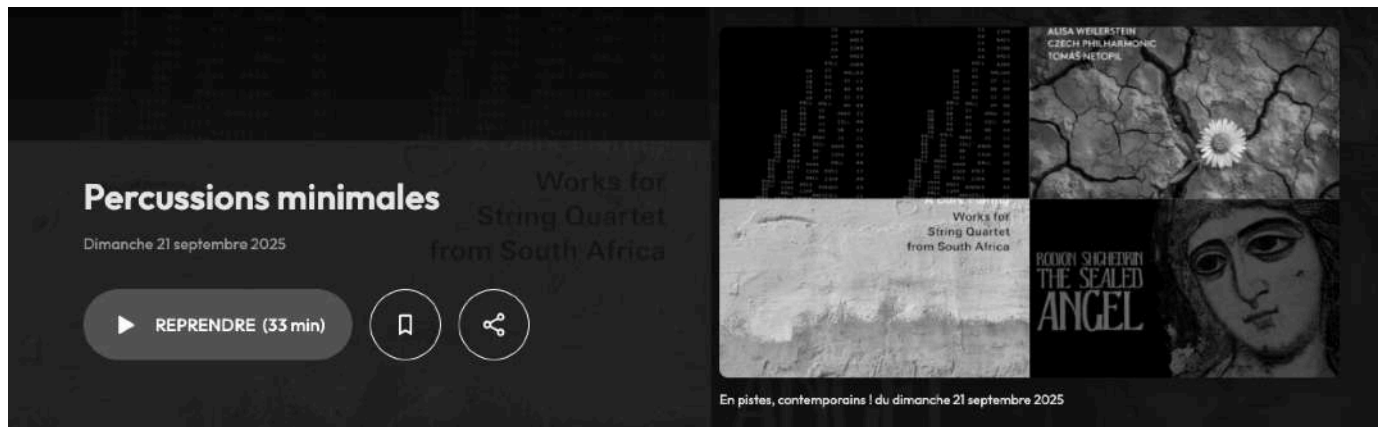 Percussions minimales
Dimanche 21 septembre 2025
REPRENDRE (33 min)
Works for
String Quartet
from South Africa
ALISA WEILERSTEIN
CZECH PHILHARMONIC
TOMÁŠ NETOPIL
Works for
String Quartet
from South Africa
RODION SHCHEDRIN
THE SEALED
ANGEL
En pistes, contemporains ! du dimanche 21 septembre 2025